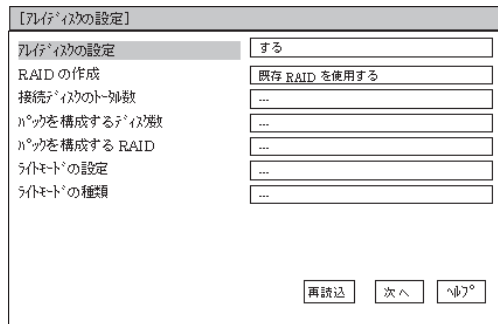 [ｱﾚｲﾃﾞｨｽｸの設定]
ｱﾚｲﾃﾞｨｽｸの設定 する
RAID の作成 既存 RAID を使用する
接続ﾃﾞｨｽｸのﾄｰﾀﾙ数 ---
ﾊﾟｯｸを構成するﾃﾞｨｽｸ数 ---
ﾊﾟｯｸを構成する RAID ---
ﾗｲﾄﾓｰﾄﾞの設定 ---
ﾗｲﾄﾓｰﾄﾞの種類 ---
再読込 次へ ﾍﾙﾌﾟ